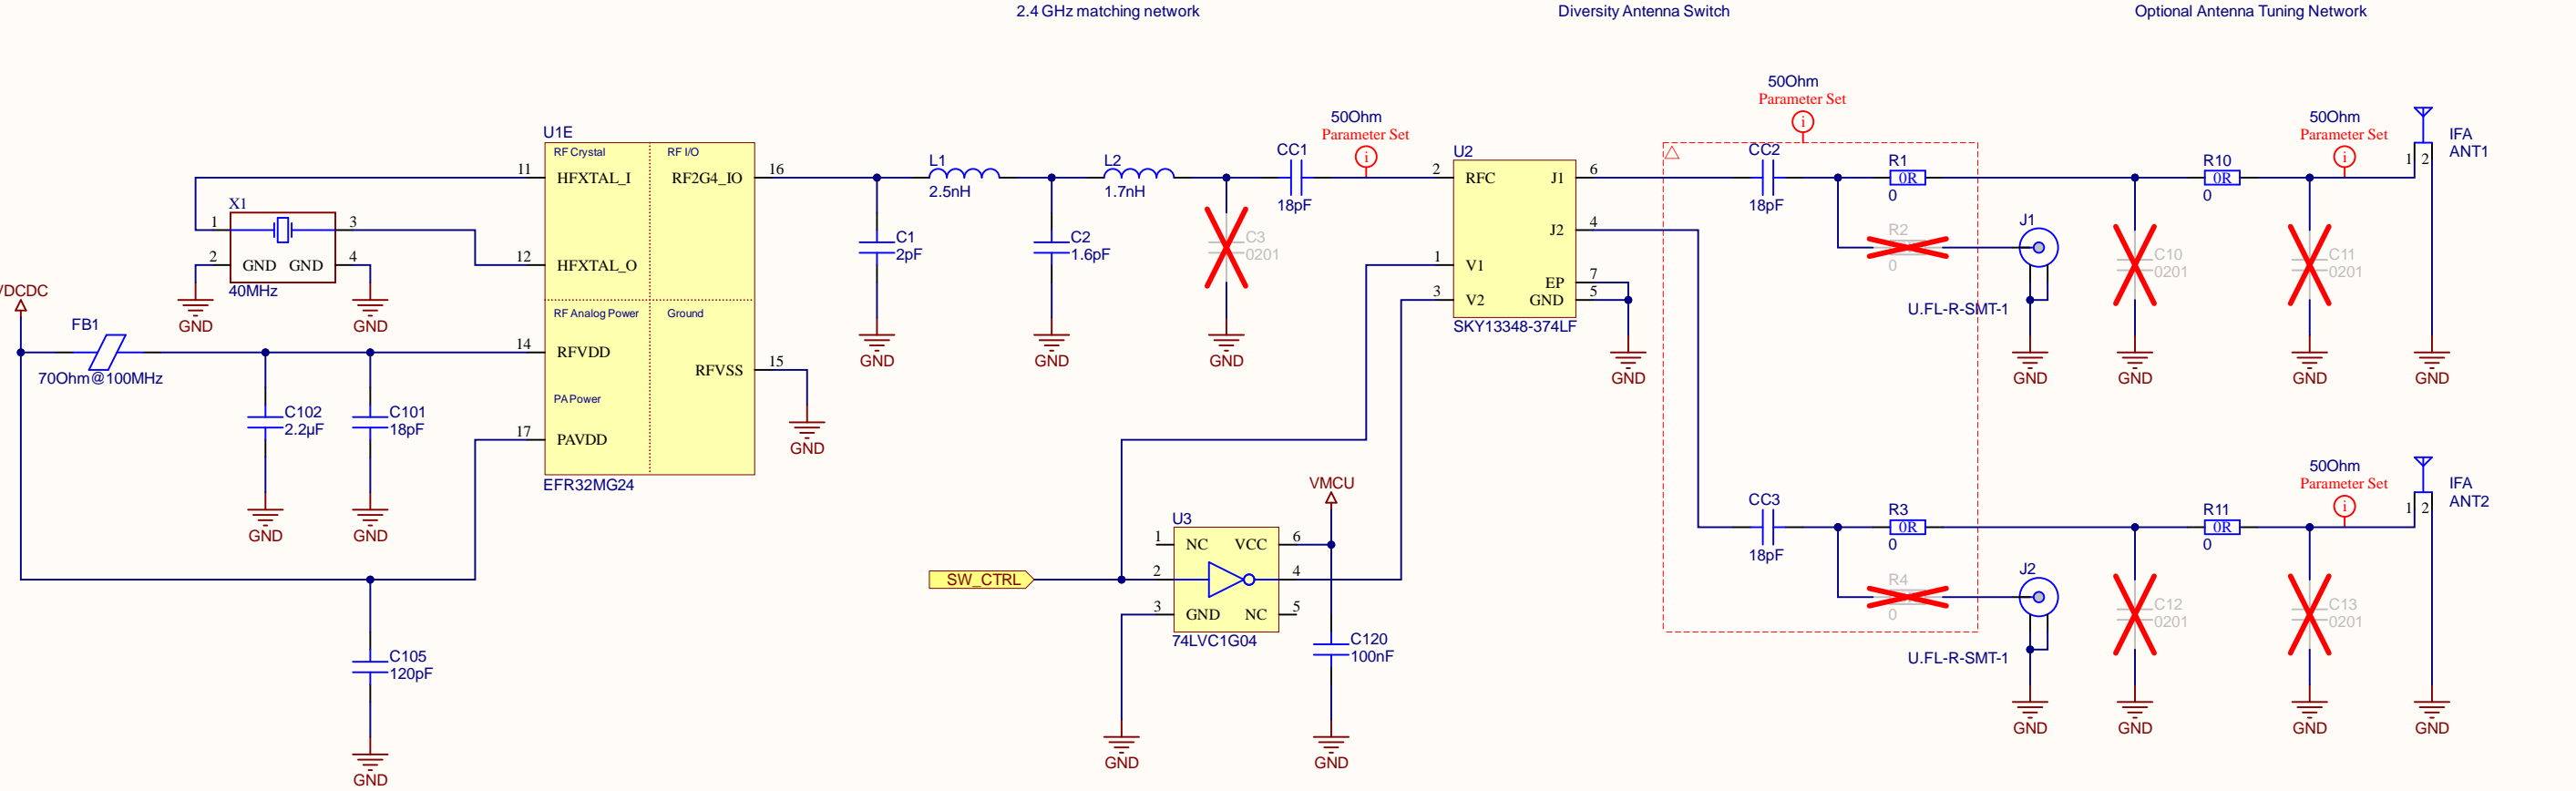 2.4 GHz matching network
Diversity Antenna Switch
Optional Antenna Tuning Network
U1E
RF Crystal
RF I/O
11
HFXTAL_I
RF2G4_IO
16
12
HFXTAL_O
RF Analog Power
Ground
14
RFVDD
RFVSS
15
PA Power
17
PAVDD
EFR32MG24
GND
X1
1
3
2
4
GND GND
40MHz
GND
GND
VDCDC
FB1
70Ohm@100MHz
C102
2.2µF
GND
C101
18pF
GND
C105
120pF
GND
C1
2pF
GND
L1
2.5nH
C2
1.6pF
GND
L2
1.7nH
C3
0201
GND
CC1
18pF
50Ohm
Parameter Set
i
U2
2
RFC
J1
6
J2
4
1
V1
EP
7
3
V2
GND
5
SKY13348-374LF
GND
SW_CTRL
U3
1
NC
VCC
6
2
4
3
GND
NC
5
74LVC1G04
GND
VMCU
C120
100nF
GND
50Ohm
Parameter Set
i
CC2
18pF
R1
0R
0
R2
0
J1
U.FL-R-SMT-1
GND
C10
0201
GND
R10
0R
0
C11
0201
GND
50Ohm
Parameter Set
i
1
2
IFA
ANT1
GND
CC3
18pF
R3
0R
0
R4
0
J2
U.FL-R-SMT-1
GND
C12
0201
GND
R11
0R
0
C13
0201
GND
50Ohm
Parameter Set
i
1
2
IFA
ANT2
GND